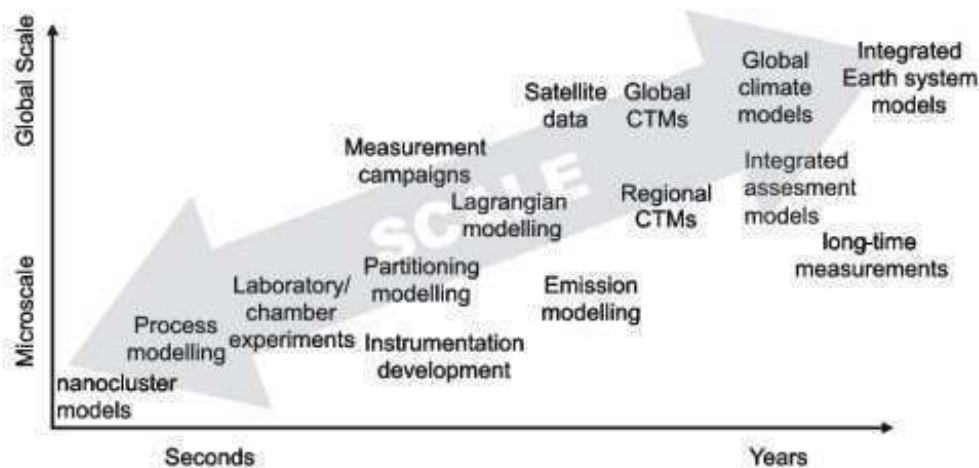 Global Scale
Microscale
Integrated
Earth system
models
Global
climate
models
Satellite
data
Global
CTMs
Measurement
campaigns
Integrated
assesment
models
SCALE
Lagrangian
modelling
Regional
CTMs
long-time
measurements
Partitioning
modelling
Laboratory/
chamber
experiments
Emission
modelling
Process
modelling
Instrumentation
development
nanocluster
models
Seconds
Years